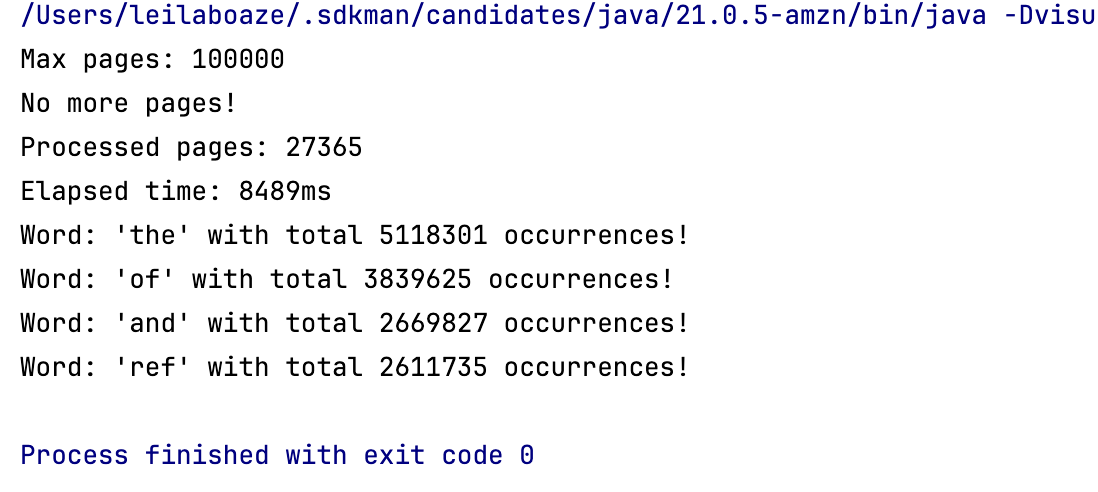 /Users/leilaboaze/.sdkman/candidates/java/21.0.5-amzn/bin/java -Dvisu
Max pages: 100000
No more pages!
Processed pages: 27365
Elapsed time: 8489ms
Word: 'the' with total 5118301 occurrences!
Word: 'of' with total 3839625 occurrences!
Word: 'and' with total 2669827 occurrences!
Word: 'ref' with total 2611735 occurrences!
Process finished with exit code 0